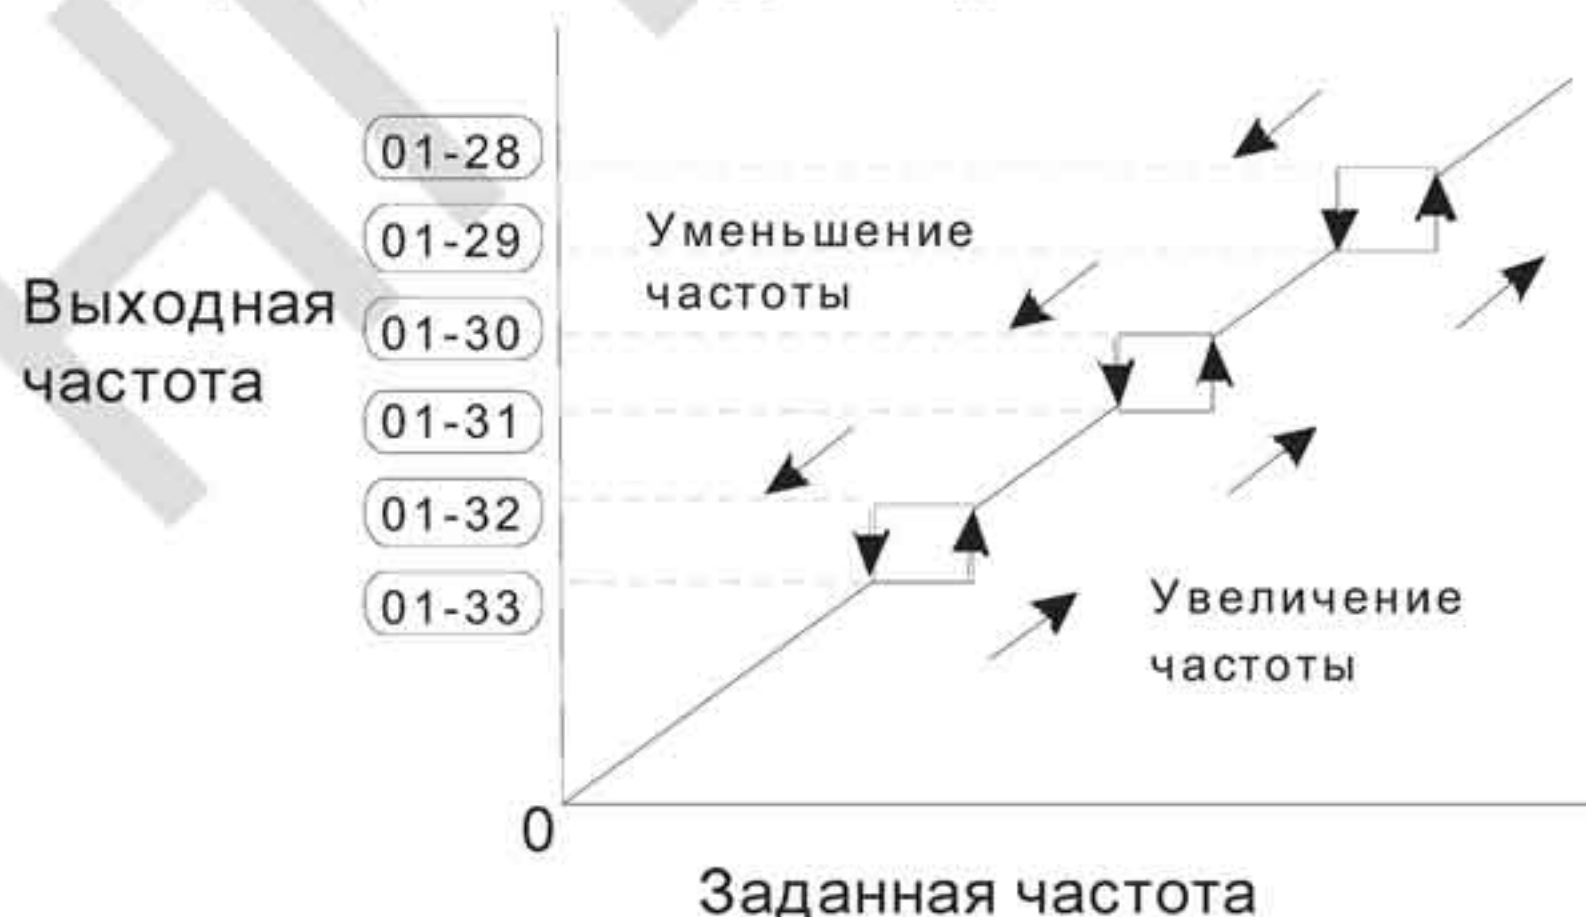 01-28
01-29
01-30
01-31
01-32
01-33
Выходная
частота
Уменьшение
частоты
Увеличение
частоты
0
Заданная частота